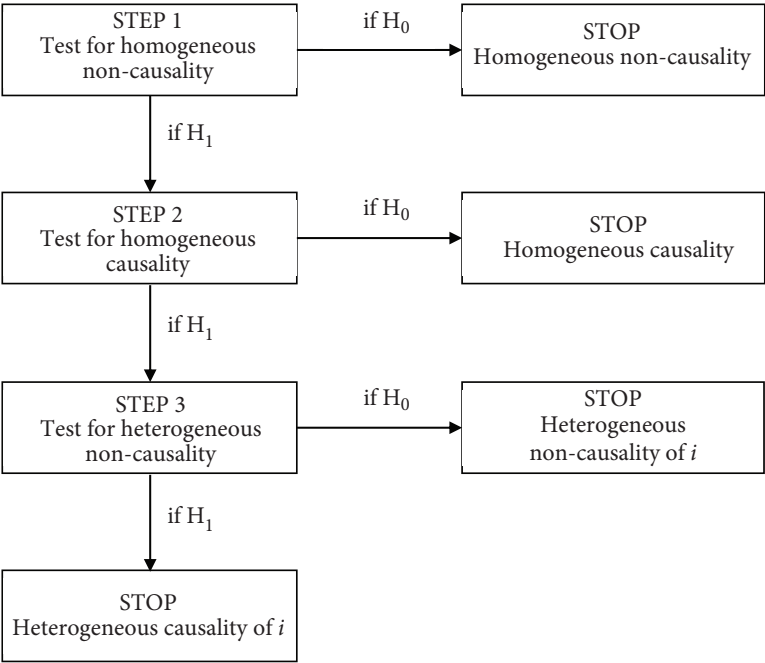 STEP 1
Test for homogeneous
non-causality
if H₀
STOP
Homogeneous non-causality
if H₁
STEP 2
Test for homogeneous
causality
if H₀
STOP
Homogeneous causality
if H₁
STEP 3
Test for heterogeneous
non-causality
if H₀
STOP
Heterogeneous
non-causality of i
if H₁
STOP
Heterogeneous causality of i